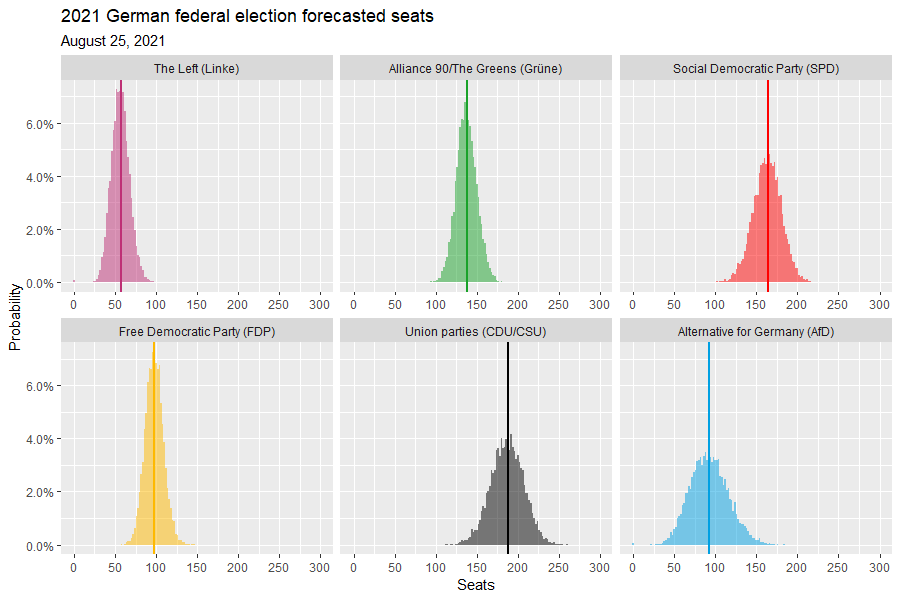 2021 German federal election forecasted seats
August 25, 2021
The Left (Linke)
Alliance 90/The Greens (Grüne)
Social Democratic Party (SPD)
6.0%
4.0%
2.0%
0.0%
0 50 100 150 200 250 300
0 50 100 150 200 250 300
0 50 100 150 200 250 300
Probability
Free Democratic Party (FDP)
Union parties (CDU/CSU)
Alternative for Germany (AfD)
6.0%
4.0%
2.0%
0.0%
0 50 100 150 200 250 300
0 50 100 150 200 250 300
0 50 100 150 200 250 300
Seats